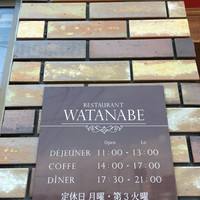 RESTAURANT
WATANABE
Open Lo
DÉJEUNER 11:00 - 13:00
COFFE 14:00 - 17:00
DÎNER 17:30 - 21:00
定休日 月曜・第3火曜